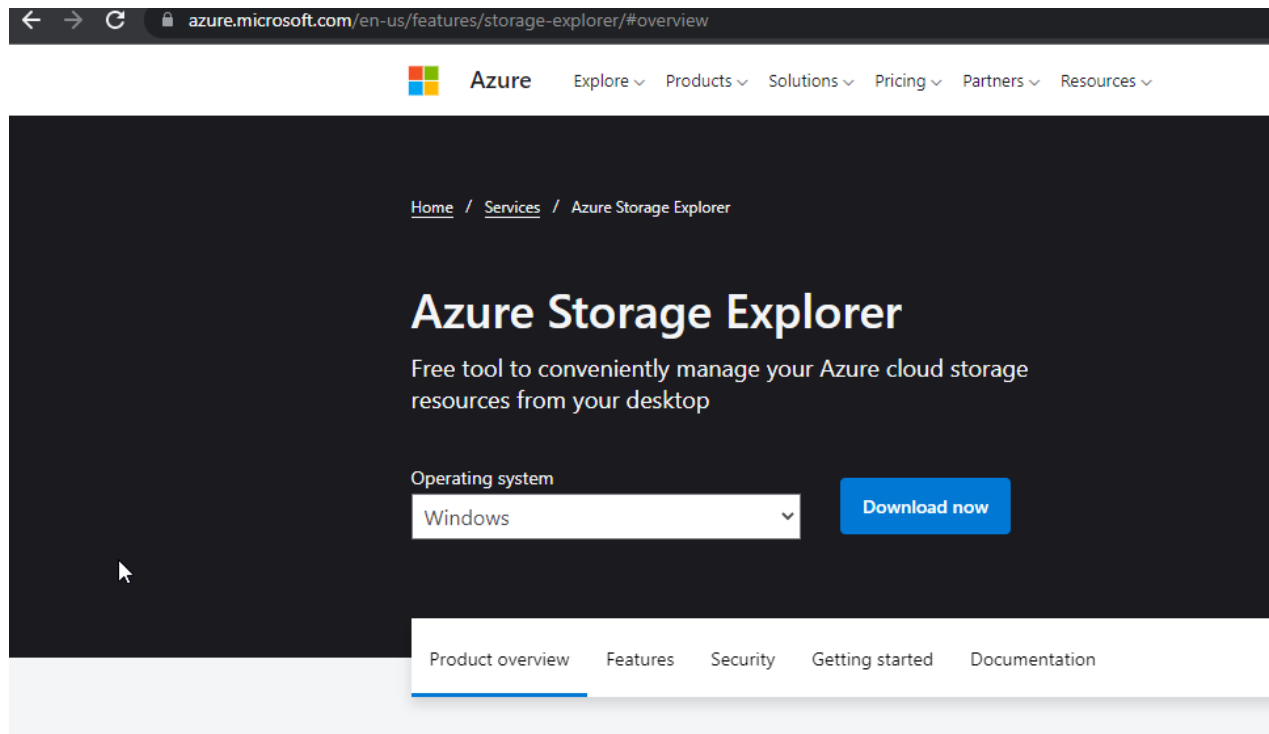 azure.microsoft.com/en-us/features/storage-explorer/#overview
Azure Explore Products Solutions Pricing Partners Resources
Home / Services / Azure Storage Explorer
Azure Storage Explorer
Free tool to conveniently manage your Azure cloud storage
resources from your desktop
Operating system
Windows
Download now
Product overview Features Security Getting started Documentation